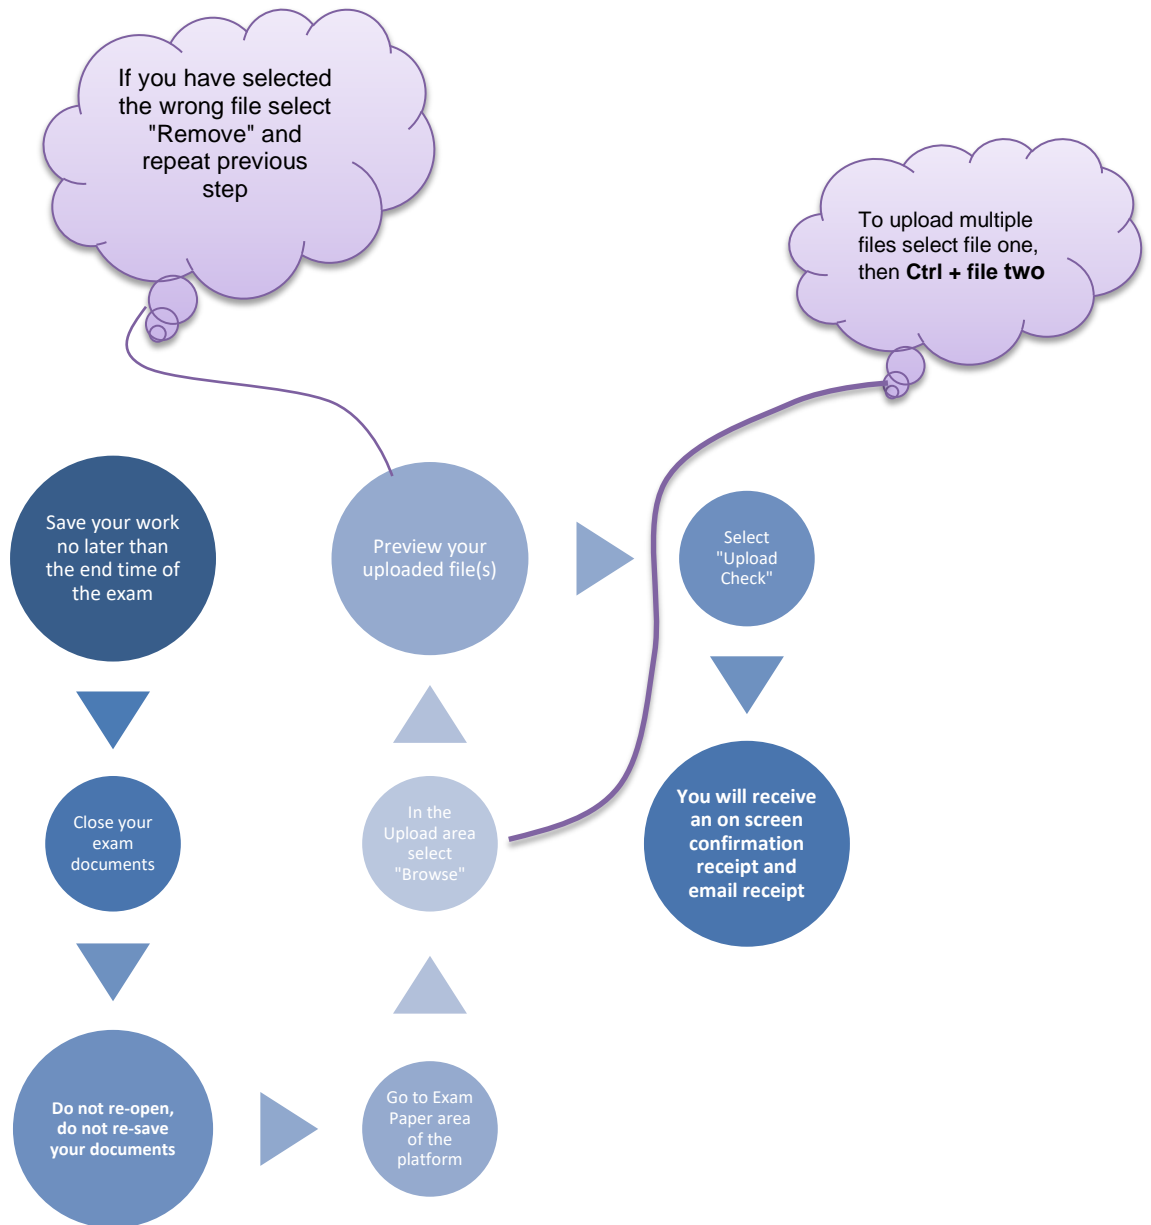 If you have selected
the wrong file select
"Remove" and
repeat previous
step
To upload multiple
files select file one,
then Ctrl + file two
Save your work
no later than
the end time of
the exam
Close your
exam
documents
Do not re-open,
do not re-save
your documents
Go to Exam
Paper area
of the
platform
In the
Upload area
select
"Browse"
Preview your
uploaded file(s)
Select
"Upload
Check"
You will receive
an on screen
confirmation
receipt and
email receipt